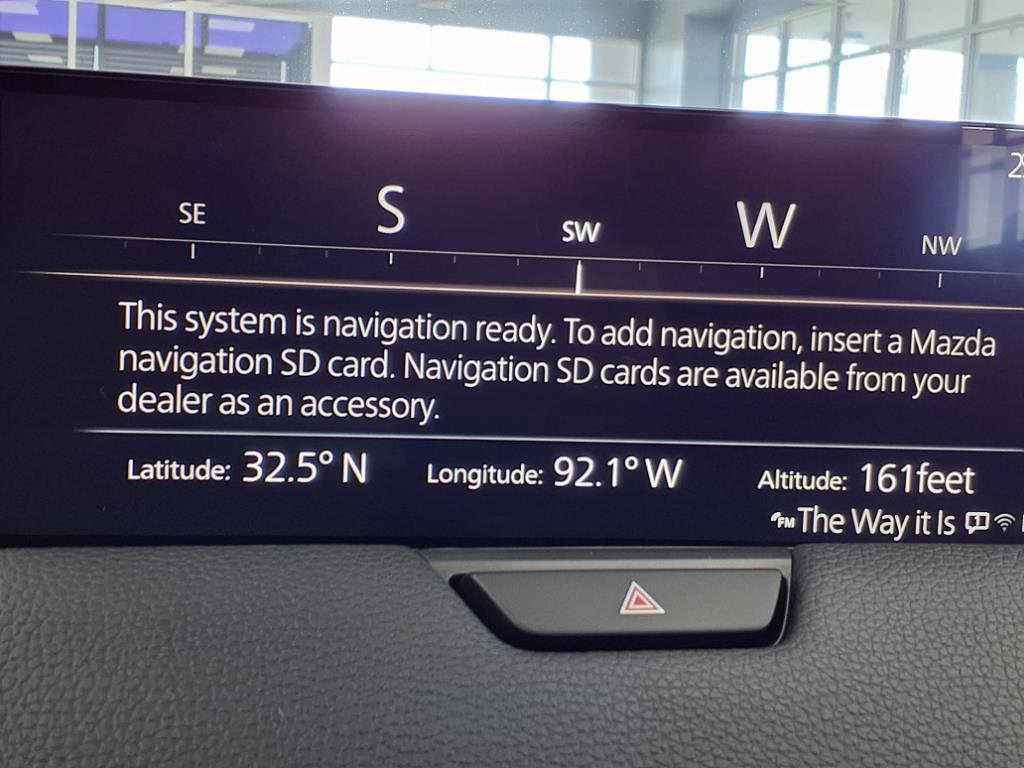 SE S SW W NW
This system is navigation ready. To add navigation, insert a Mazda
navigation SD card. Navigation SD cards are available from your
dealer as an accessory.
Latitude: 32.5° N Longitude: 92.1° W Altitude: 161feet
FM The Way it Is 1